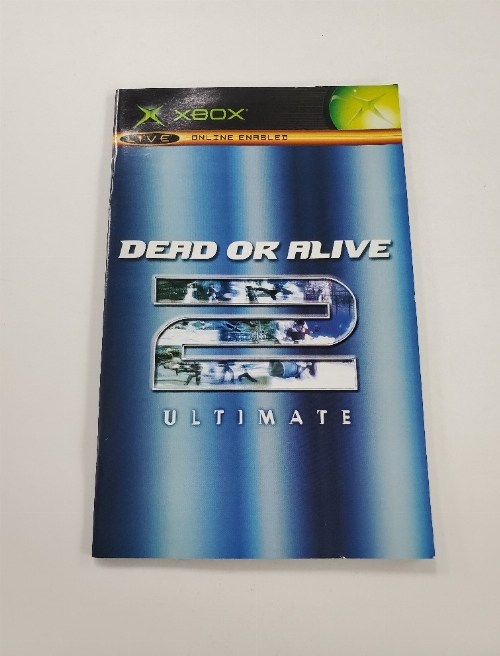 XBOX
LIVE ONLINE ENABLED
DEAD OR ALIVE
2
ULTIMATE